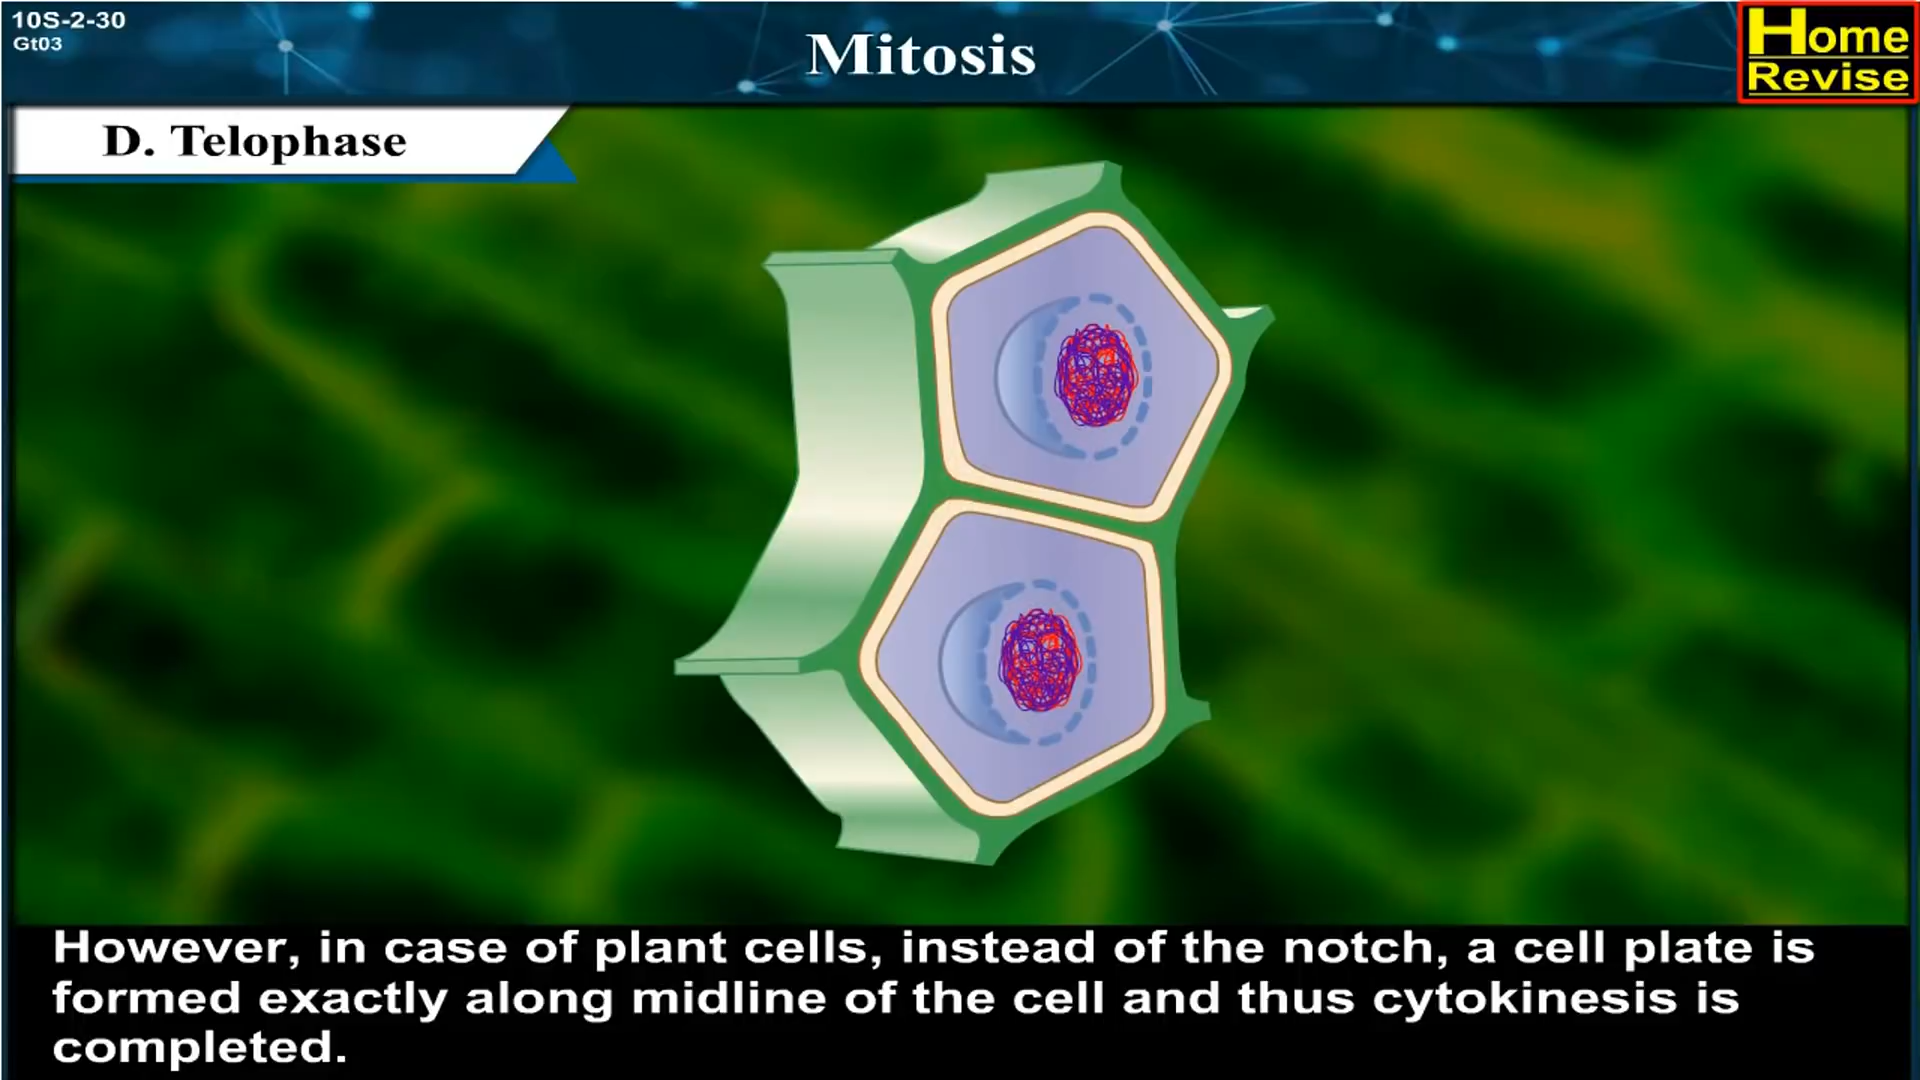 10S-2-30
Gt03
Mitosis
Home
Revise
D. Telophase
However, in case of plant cells, instead of the notch, a cell plate is
formed exactly along midline of the cell and thus cytokinesis is
completed.